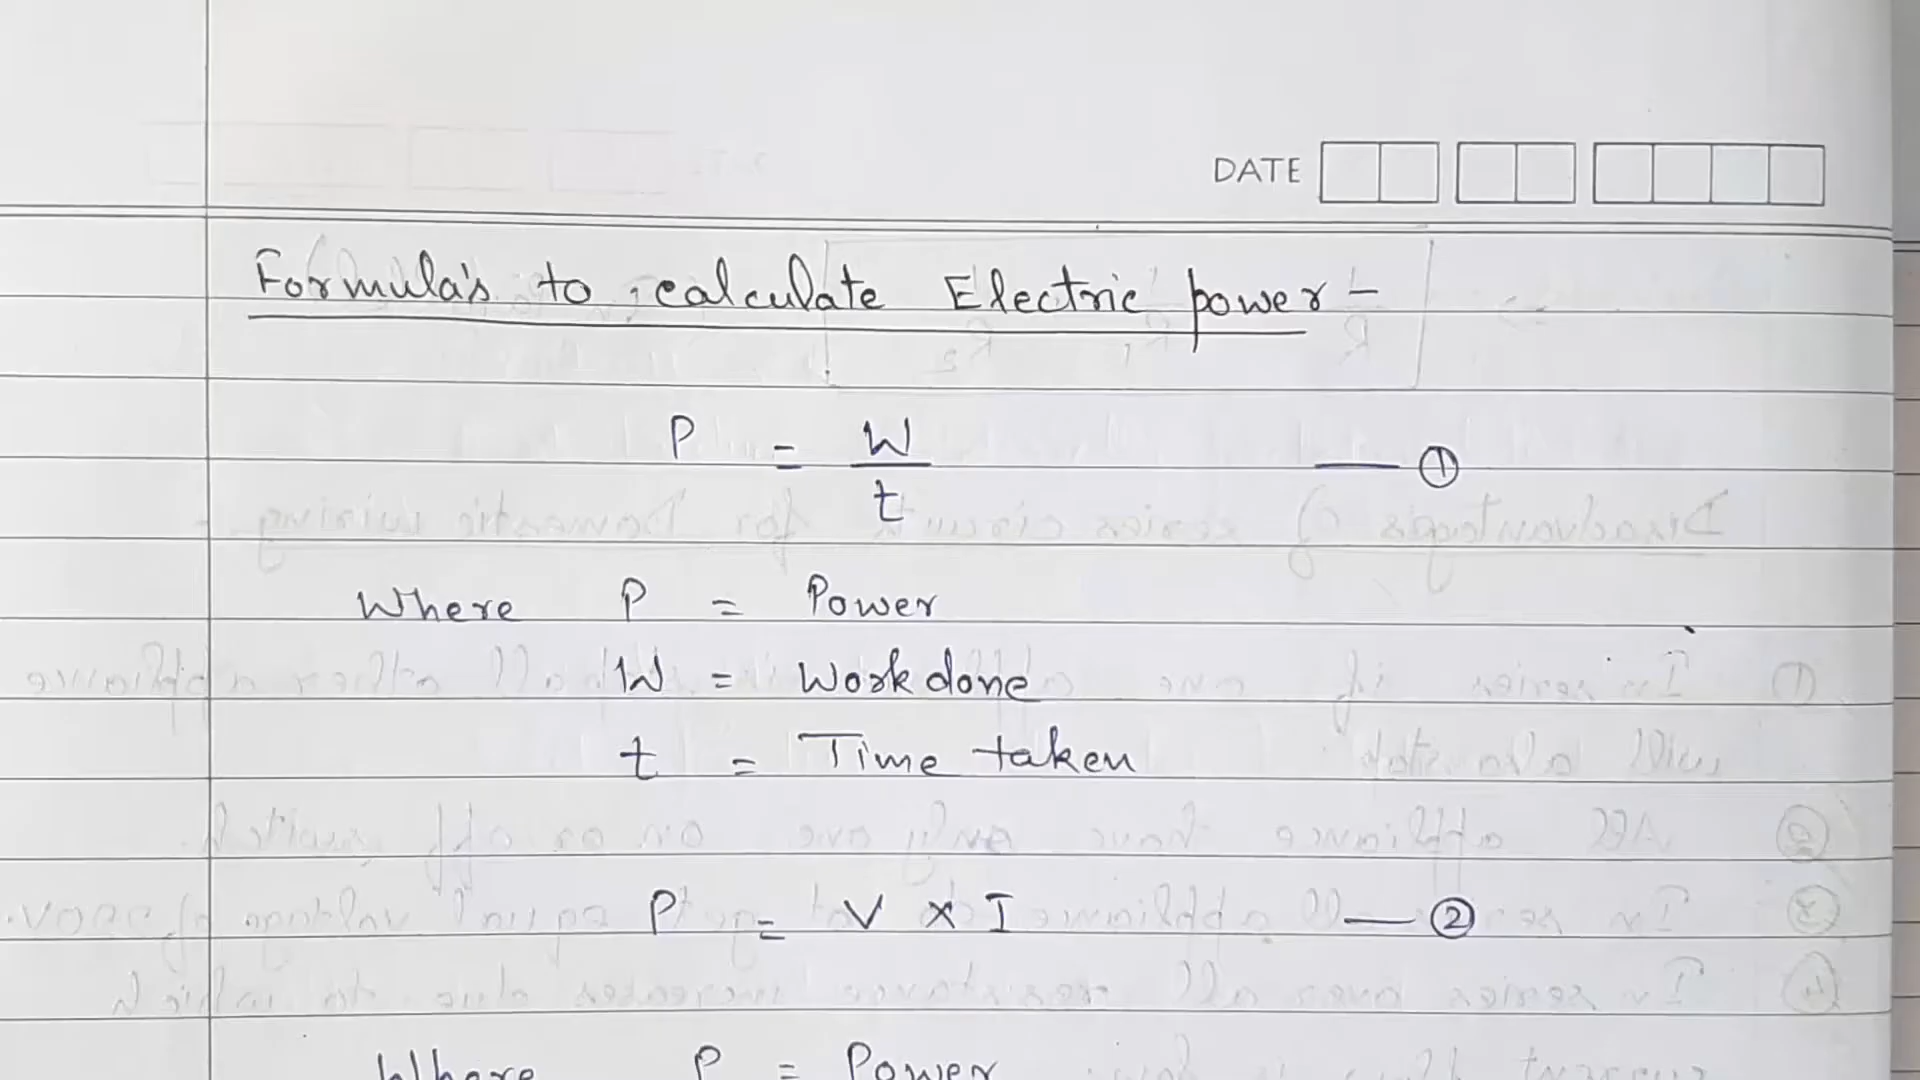 DATE
Formula's to calculate Electric power -
P = W/t — ①
Where P = Power
W = Work done
t = Time taken
P = V × I — ②
Where P = Power